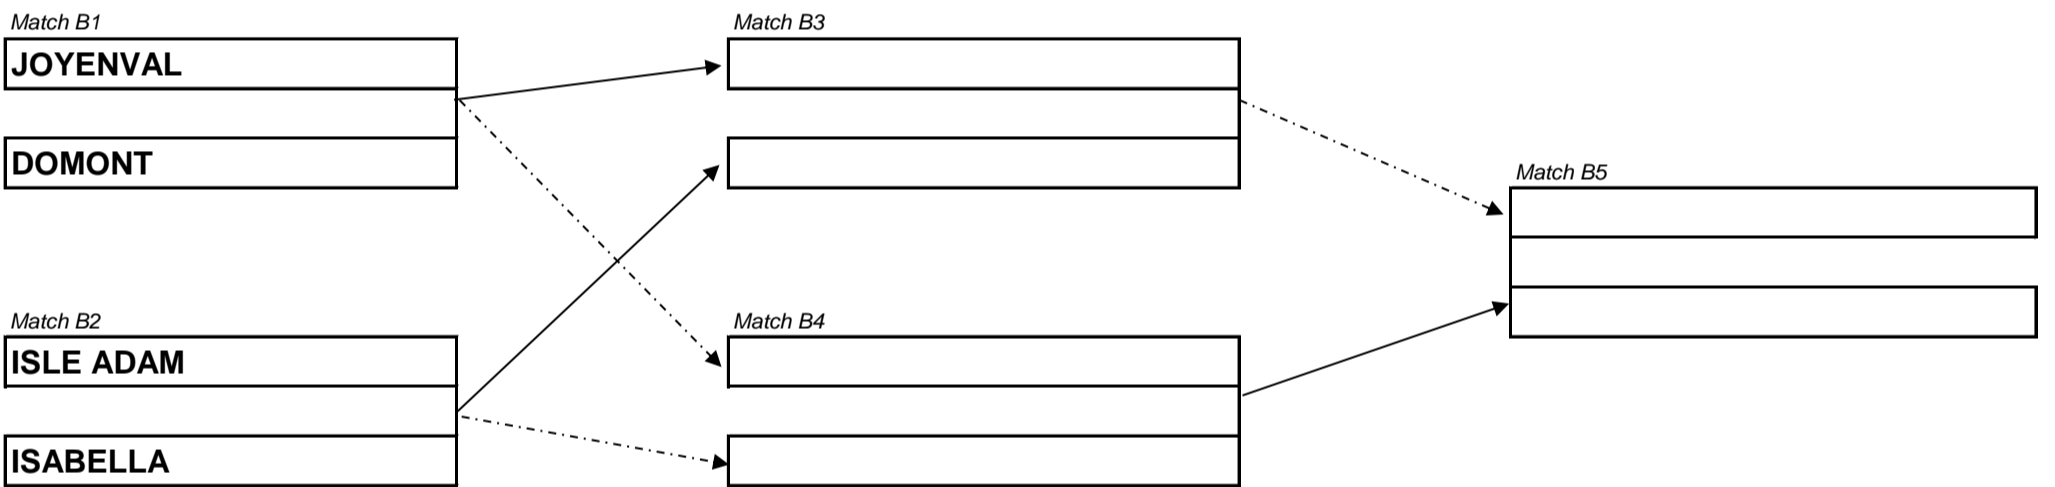 Match B1
JOYENVAL
DOMONT
Match B2
ISLE ADAM
ISABELLA
Match B3
Match B4
Match B5